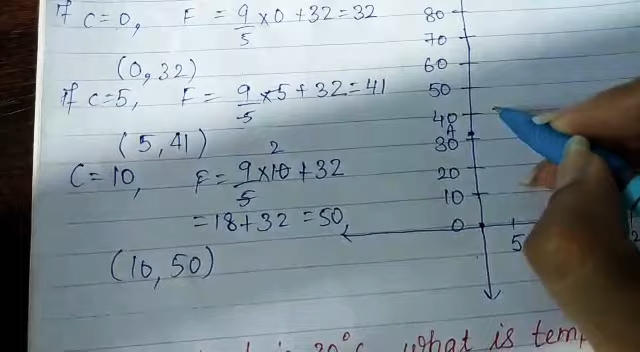 If C=0, F = 9/5 ×0 +32 = 32
(0, 32)
If C=5, F = 9/5 ×5 +32 = 41
(5, 41)
2
C = 10, F = 9/5 ×10 +32
= 18+32 = 50,
(10, 50)
80
70
60
50
40
A
30
20
10
0
5
what is temp